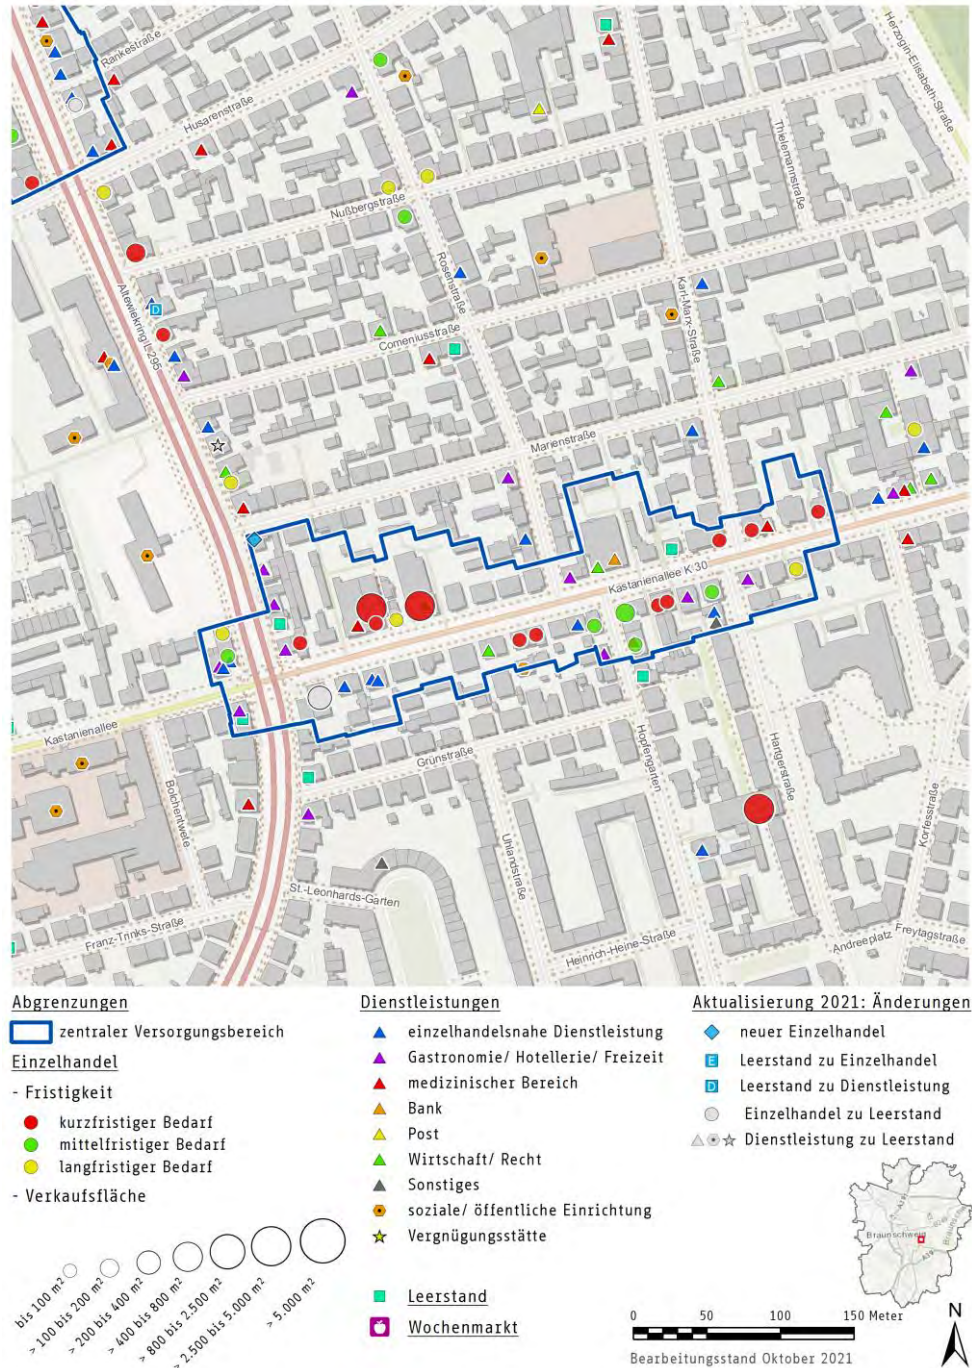 Rankestraße
Husarenstraße
Herzogin-Elisabeth-Straße
Thielemannstraße
Nußbergstraße
Rosenstraße
Altewiekring/L 295
Karl-Marx-Straße
Comeniusstraße
Marienstraße
Kastanienallee K 30
Kastanienallee
Grünstraße
Hopfengarten
Hartgerstraße
Bolchentwete
Uhlandstraße
Korfesstraße
St.-Leonhards-Garten
Franz-Trinks-Straße
Heinrich-Heine-Straße
Andreeplatz
Freytagstraße
D
Abgrenzungen
zentraler Versorgungsbereich
Einzelhandel
- Fristigkeit
kurzfristiger Bedarf
mittelfristiger Bedarf
langfristiger Bedarf
- Verkaufsfläche
bis 100 m²
> 100 bis 200 m²
> 200 bis 400 m²
> 400 bis 800 m²
> 800 bis 2.500 m²
> 2.500 bis 5.000 m²
> 5.000 m²
Dienstleistungen
einzelhandelsnahe Dienstleistung
Gastronomie/ Hotellerie/ Freizeit
medizinischer Bereich
Bank
Post
Wirtschaft/ Recht
Sonstiges
soziale/ öffentliche Einrichtung
Vergnügungsstätte
Leerstand
Wochenmarkt
Aktualisierung 2021: Änderungen
neuer Einzelhandel
E Leerstand zu Einzelhandel
D Leerstand zu Dienstleistung
Einzelhandel zu Leerstand
Dienstleistung zu Leerstand
Braunschweig
N
0 50 100 150 Meter
Bearbeitungsstand Oktober 2021